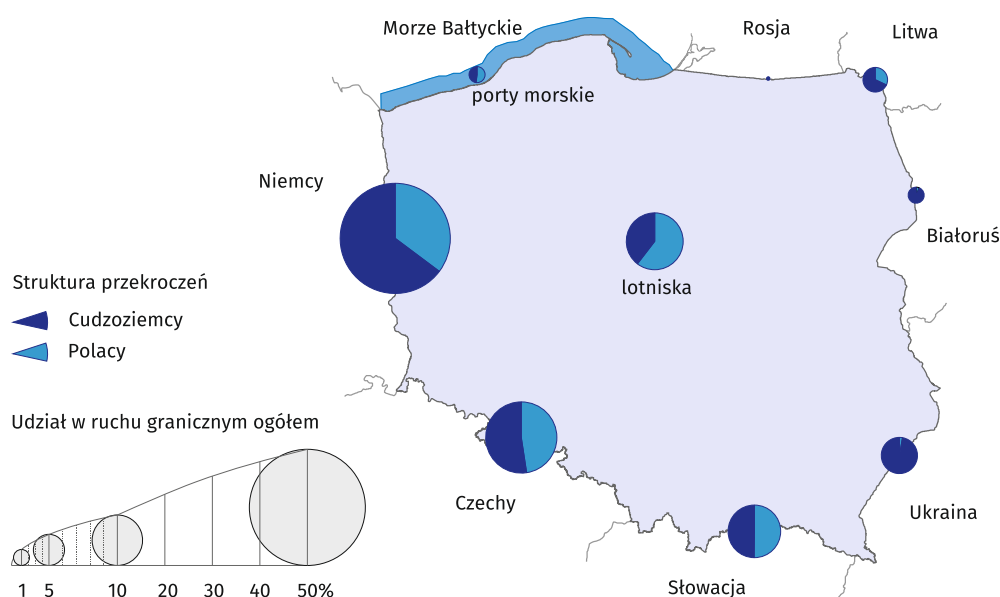 Morze Bałtyckie
Rosja
Litwa
porty morskie
Niemcy
Białoruś
lotniska
Struktura przekroczeń
Cudzoziemcy
Polacy
Udział w ruchu granicznym ogółem
1 5 10 20 30 40 50%
Czechy
Ukraina
Słowacja